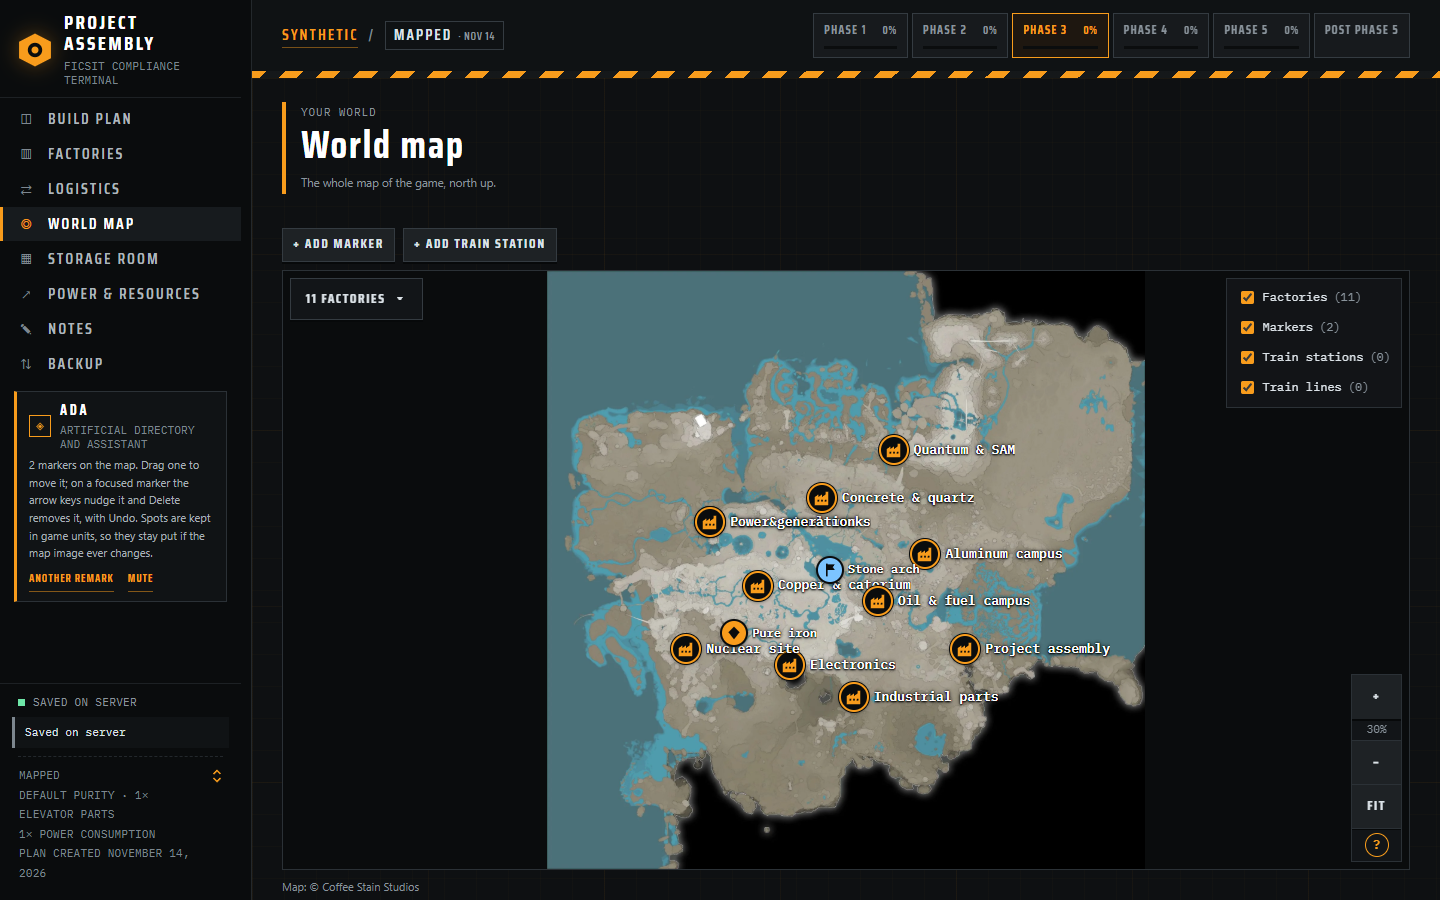 PROJECT
ASSEMBLY
FICSIT COMPLIANCE
TERMINAL
BUILD PLAN
FACTORIES
LOGISTICS
WORLD MAP
STORAGE ROOM
POWER & RESOURCES
NOTES
BACKUP
ADA
ARTIFICIAL DIRECTORY
AND ASSISTANT
2 markers on the map. Drag one to
move it; on a focused marker the
arrow keys nudge it and Delete
removes it, with Undo. Spots are kept
in game units, so they stay put if the
map image ever changes.
ANOTHER REMARK MUTE
SAVED ON SERVER
Saved on server
MAPPED
DEFAULT PURITY · 1×
ELEVATOR PARTS
1× POWER CONSUMPTION
PLAN CREATED NOVEMBER 14,
2026
SYNTHETIC / MAPPED · NOV 14
PHASE 1 0%
PHASE 2 0%
PHASE 3 0%
PHASE 4 0%
PHASE 5 0%
POST PHASE 5
YOUR WORLD
World map
The whole map of the game, north up.
+ ADD MARKER
+ ADD TRAIN STATION
11 FACTORIES
Factories (11)
Markers (2)
Train stations (0)
Train lines (0)
Quantum & SAM
Concrete & quartz
Aluminum campus
Stone arch
Copper & caterium
Oil & fuel campus
Pure iron
Nuclear site
Project assembly
Electronics
Industrial parts
+
30%
-
FIT
?
Map: © Coffee Stain Studios